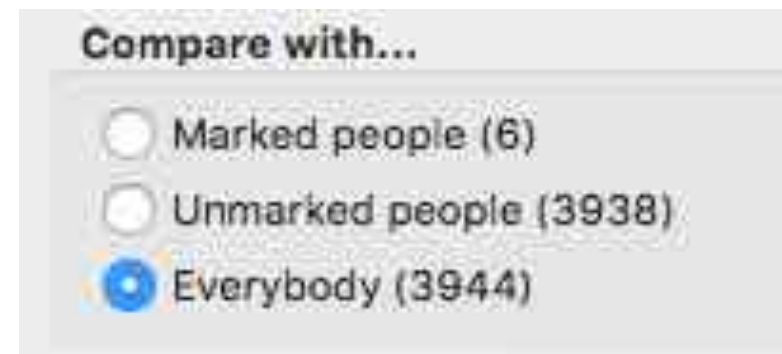 Compare with...
Marked people (6)
Unmarked people (3938)
Everybody (3944)